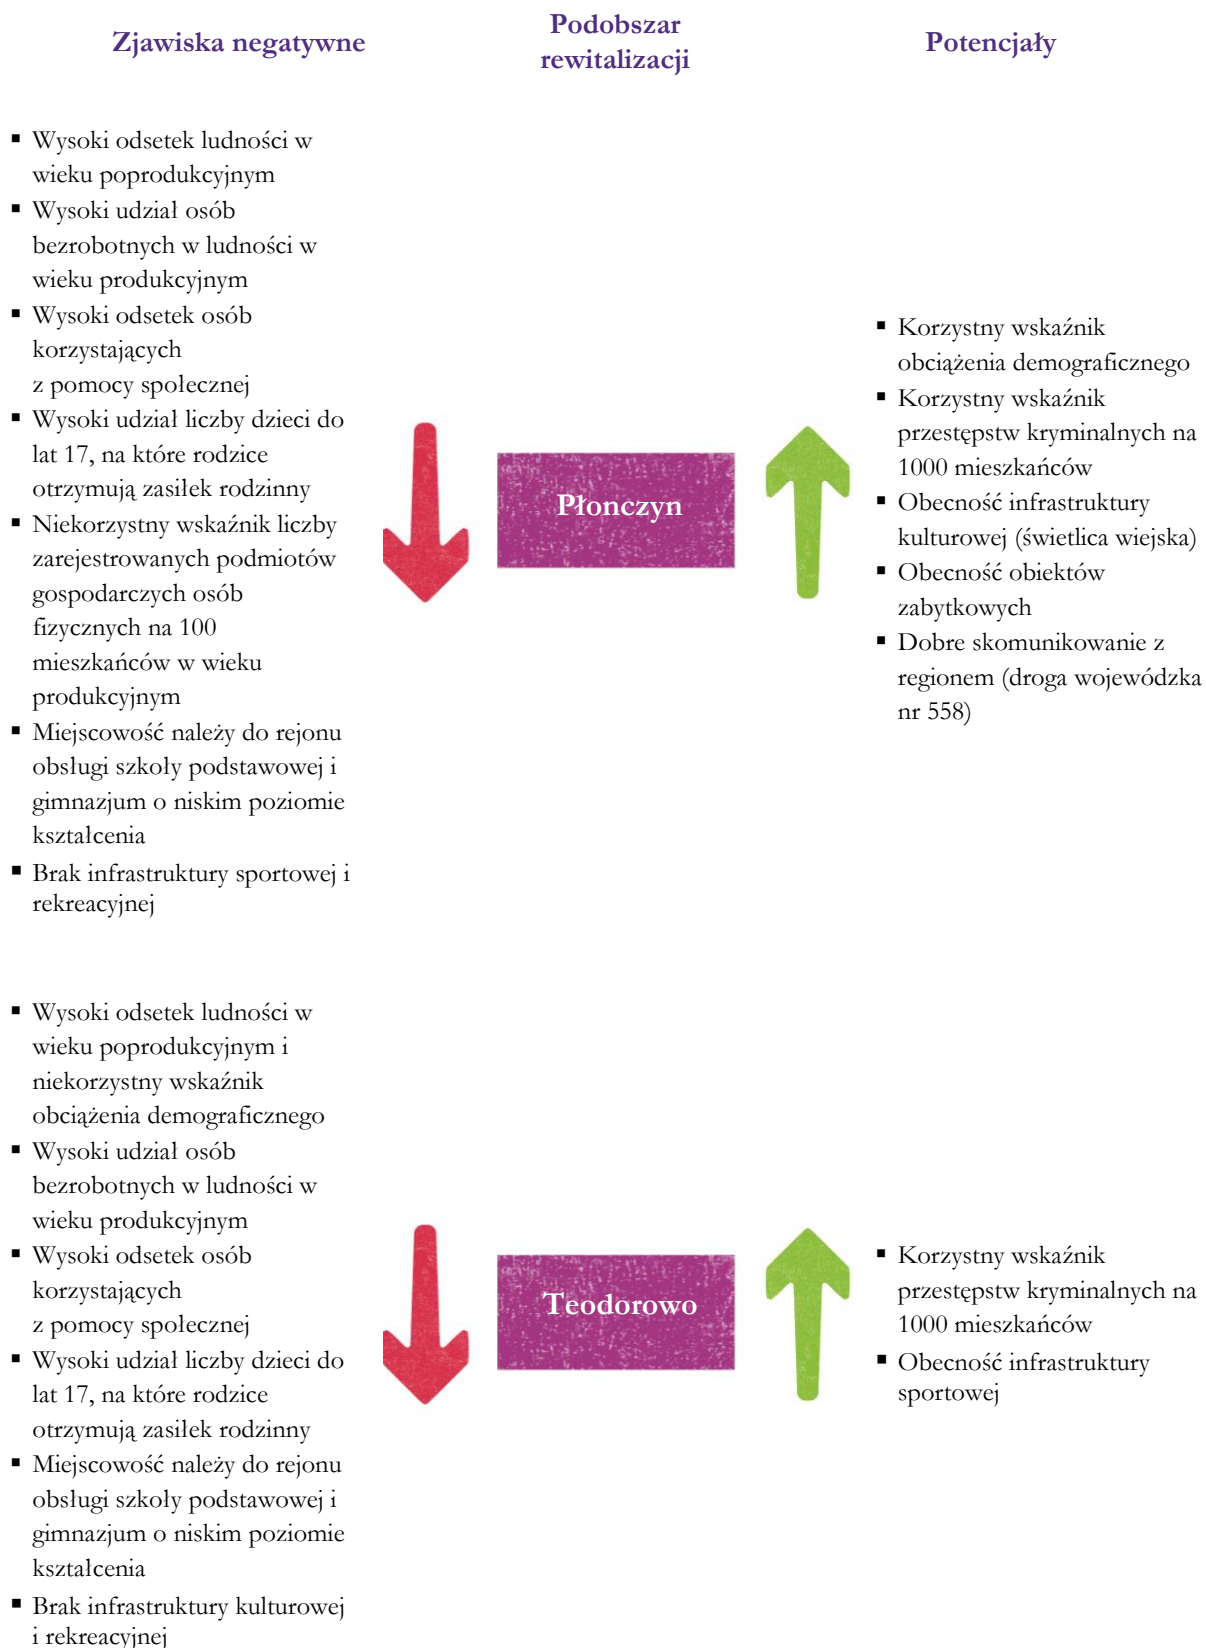 Zjawiska negatywne
Podobszar
rewitalizacji
Potencjały
▪ Wysoki odsetek ludności w
wieku poprodukcyjnym
▪ Wysoki udział osób
bezrobotnych w ludności w
wieku produkcyjnym
▪ Wysoki odsetek osób
korzystających
z pomocy społecznej
▪ Wysoki udział liczby dzieci do
lat 17, na które rodzice
otrzymują zasiłek rodzinny
▪ Niekorzystny wskaźnik liczby
zarejestrowanych podmiotów
gospodarczych osób
fizycznych na 100
mieszkańców w wieku
produkcyjnym
▪ Miejscowość należy do rejonu
obsługi szkoły podstawowej i
gimnazjum o niskim poziomie
kształcenia
▪ Brak infrastruktury sportowej i
rekreacyjnej
Płonczyn
▪ Korzystny wskaźnik
obciążenia demograficznego
▪ Korzystny wskaźnik
przestępstw kryminalnych na
1000 mieszkańców
▪ Obecność infrastruktury
kulturowej (świetlica wiejska)
▪ Obecność obiektów
zabytkowych
▪ Dobre skomunikowanie z
regionem (droga wojewódzka
nr 558)
▪ Wysoki odsetek ludności w
wieku poprodukcyjnym i
niekorzystny wskaźnik
obciążenia demograficznego
▪ Wysoki udział osób
bezrobotnych w ludności w
wieku produkcyjnym
▪ Wysoki odsetek osób
korzystających
z pomocy społecznej
▪ Wysoki udział liczby dzieci do
lat 17, na które rodzice
otrzymują zasiłek rodzinny
▪ Miejscowość należy do rejonu
obsługi szkoły podstawowej i
gimnazjum o niskim poziomie
kształcenia
▪ Brak infrastruktury kulturowej
i rekreacyjnej
Teodorowo
▪ Korzystny wskaźnik
przestępstw kryminalnych na
1000 mieszkańców
▪ Obecność infrastruktury
sportowej